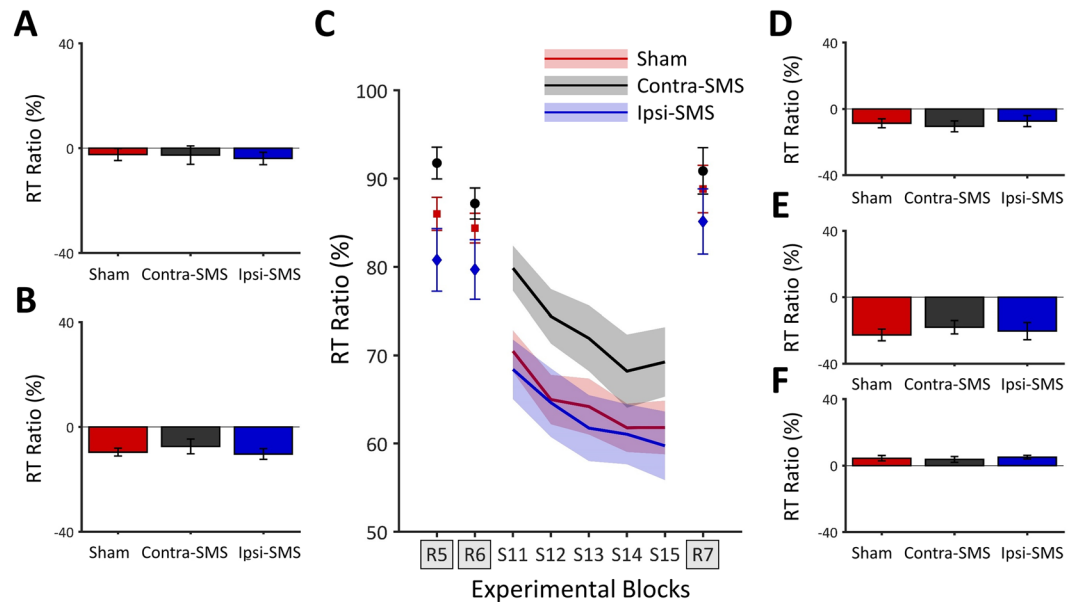 A
40
0
-40
RT Ratio (%)
Sham Contra-SMS Ipsi-SMS
B
40
0
-40
RT Ratio (%)
Sham Contra-SMS Ipsi-SMS
C
Sham
Contra-SMS
Ipsi-SMS
100
90
80
70
60
50
RT Ratio (%)
R5 R6 S11 S12 S13 S14 S15 R7
Experimental Blocks
D
40
0
-40
RT Ratio (%)
Sham Contra-SMS Ipsi-SMS
E
40
0
-40
RT Ratio (%)
Sham Contra-SMS Ipsi-SMS
F
40
0
-40
RT Ratio (%)
Sham Contra-SMS Ipsi-SMS